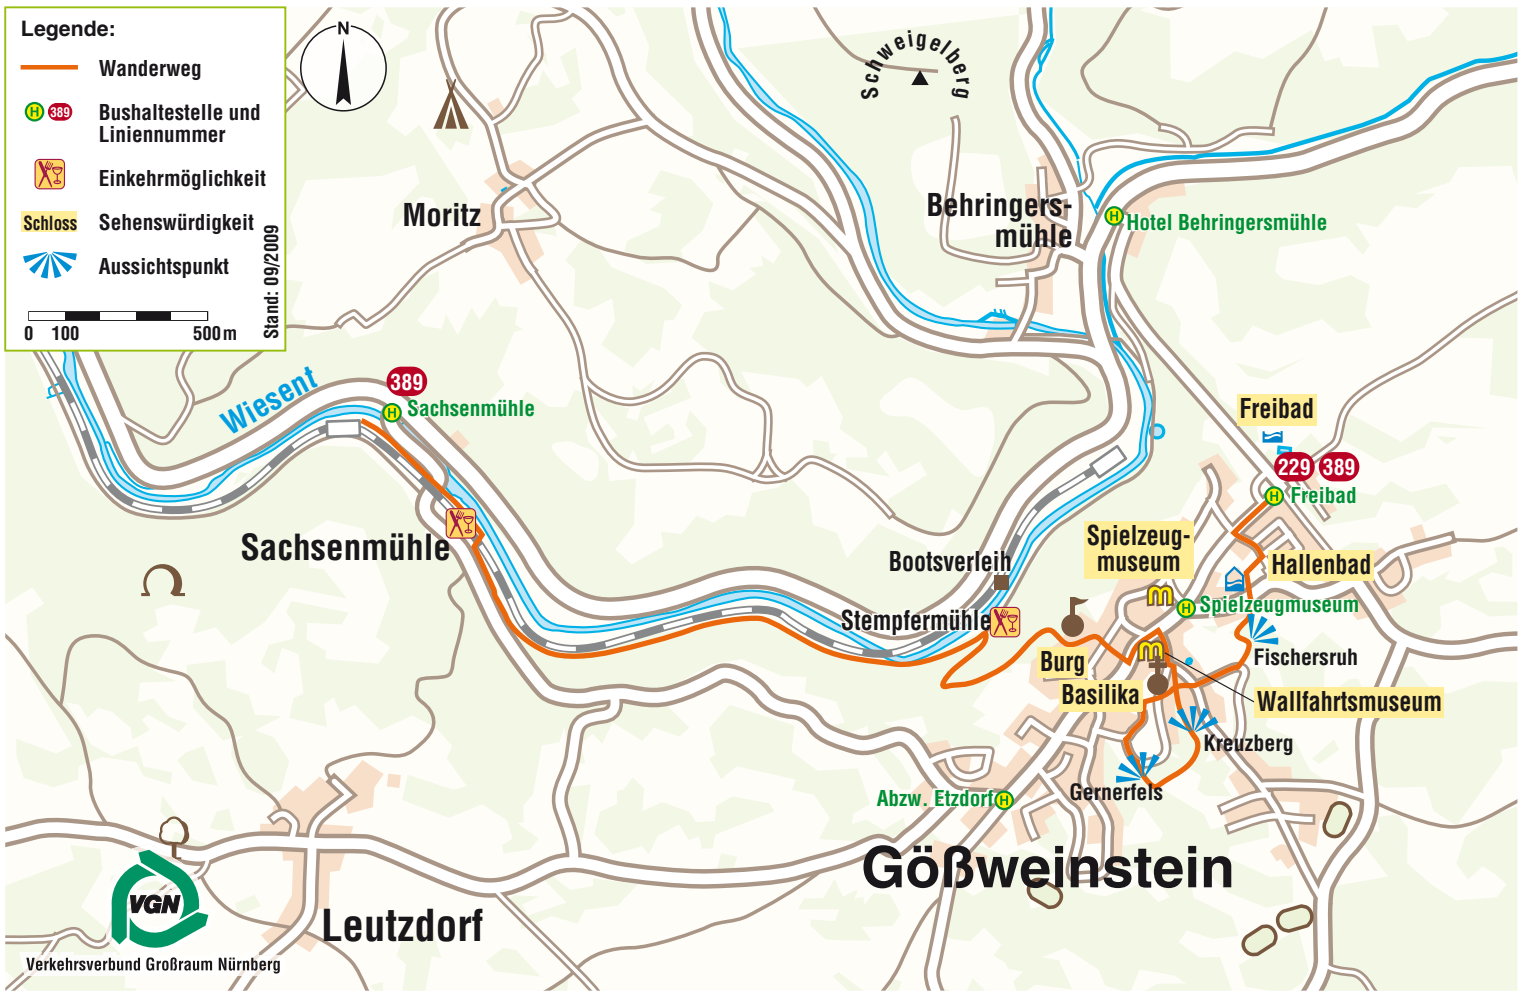 Legende:
Wanderweg
H 389 Bushaltestelle und
Liniennummer
Einkehrmöglichkeit
Schloss Sehenswürdigkeit
Aussichtspunkt
0 100 500 m
Stand: 09/2009
N
Schweigelberg
Moritz
Behringers-
mühle
H Hotel Behringersmühle
Wiesent
389
H Sachsenmühle
Freibad
229 389
H Freibad
Sachsenmühle
Spielzeug-
museum
Bootsverleih
Hallenbad
Stempfermühle
H Spielzeugmuseum
Burg
Fischersruh
Basilika
Wallfahrtsmuseum
Kreuzberg
Gernerfels
Abzw. Etzdorf H
Gößweinstein
VGN
Leutzdorf
Verkehrsverbund Großraum Nürnberg